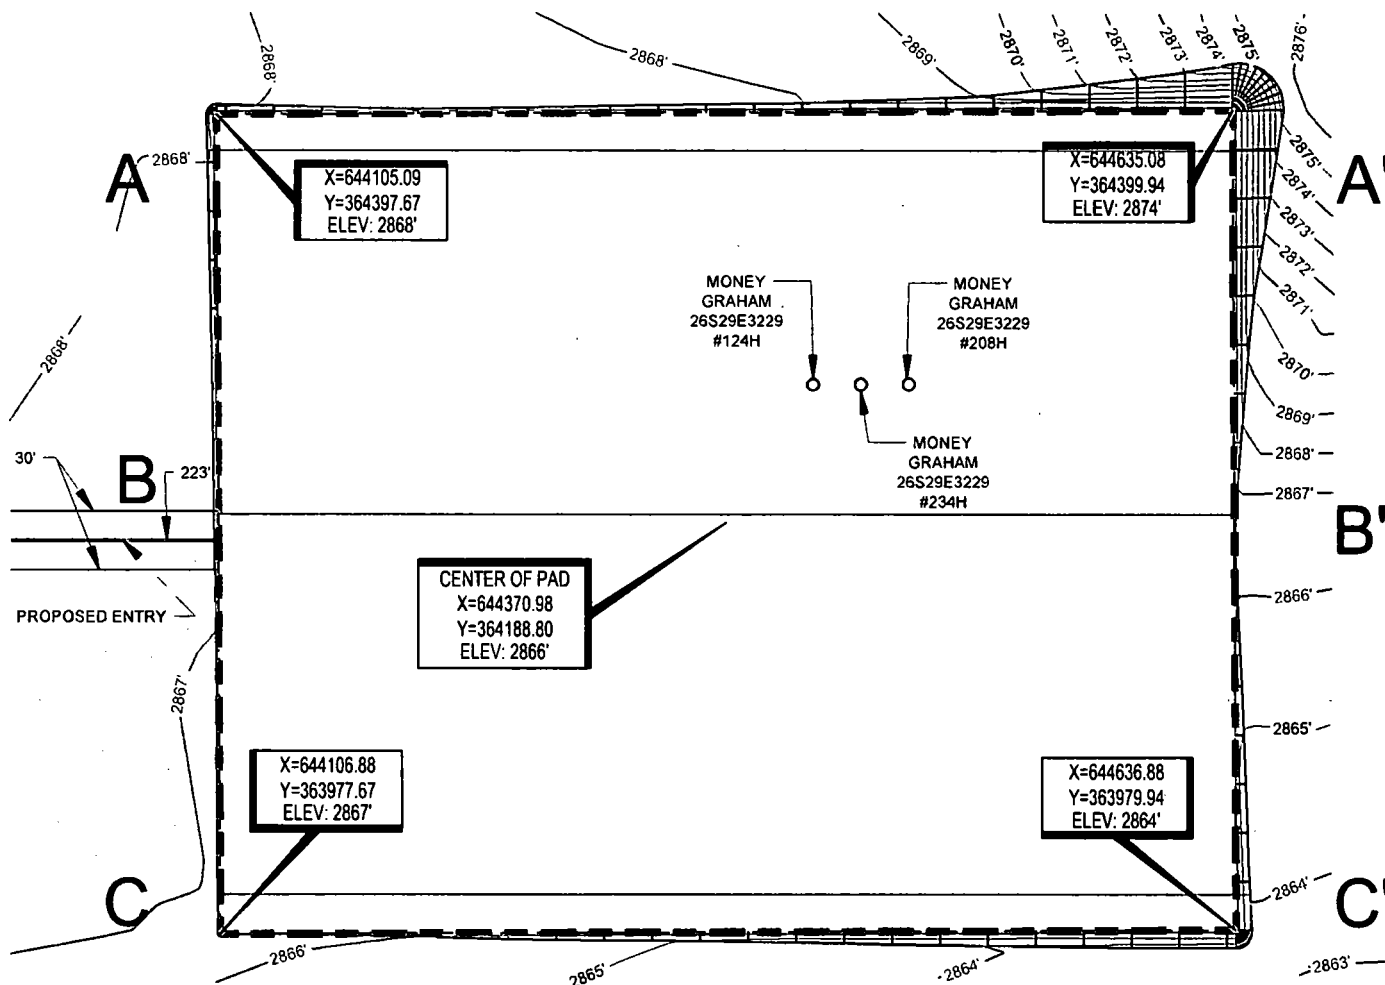 2868'
2868'
2869'
2870'
2871'
2872'
2873'
2874'
2875'
2876'
A
2868'
X=644105.09
Y=364397.67
ELEV: 2868'
X=644635.08
Y=364399.94
ELEV: 2874'
A'
2875'
2874'
2873'
2872'
2871'
2870'
2869'
2868'
2867'
MONEY
GRAHAM
26S29E3229
#124H
MONEY
GRAHAM
26S29E3229
#208H
MONEY
GRAHAM
26S29E3229
#234H
2868'
30'
B
223'
B'
PROPOSED ENTRY
CENTER OF PAD
X=644370.98
Y=364188.80
ELEV: 2866'
2866'
2867'
2865'
X=644106.88
Y=363977.67
ELEV: 2867'
X=644636.88
Y=363979.94
ELEV: 2864'
C
2864'
C'
2866'
2865'
2864'
2863'